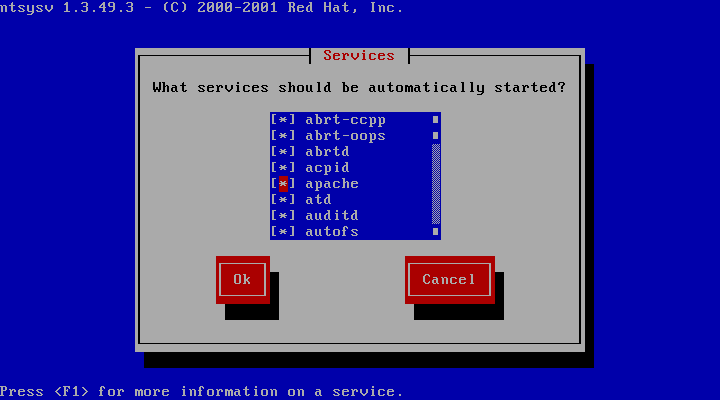 ntsysv 1.3.49.3 - (C) 2000-2001 Red Hat, Inc.
Services
What services should be automatically started?
[*] abrt-ccpp
[*] abrt-oops
[*] abrtd
[*] acpid
[*] apache
[*] atd
[*] auditd
[*] autofs
Ok
Cancel
Press <F1> for more information on a service.